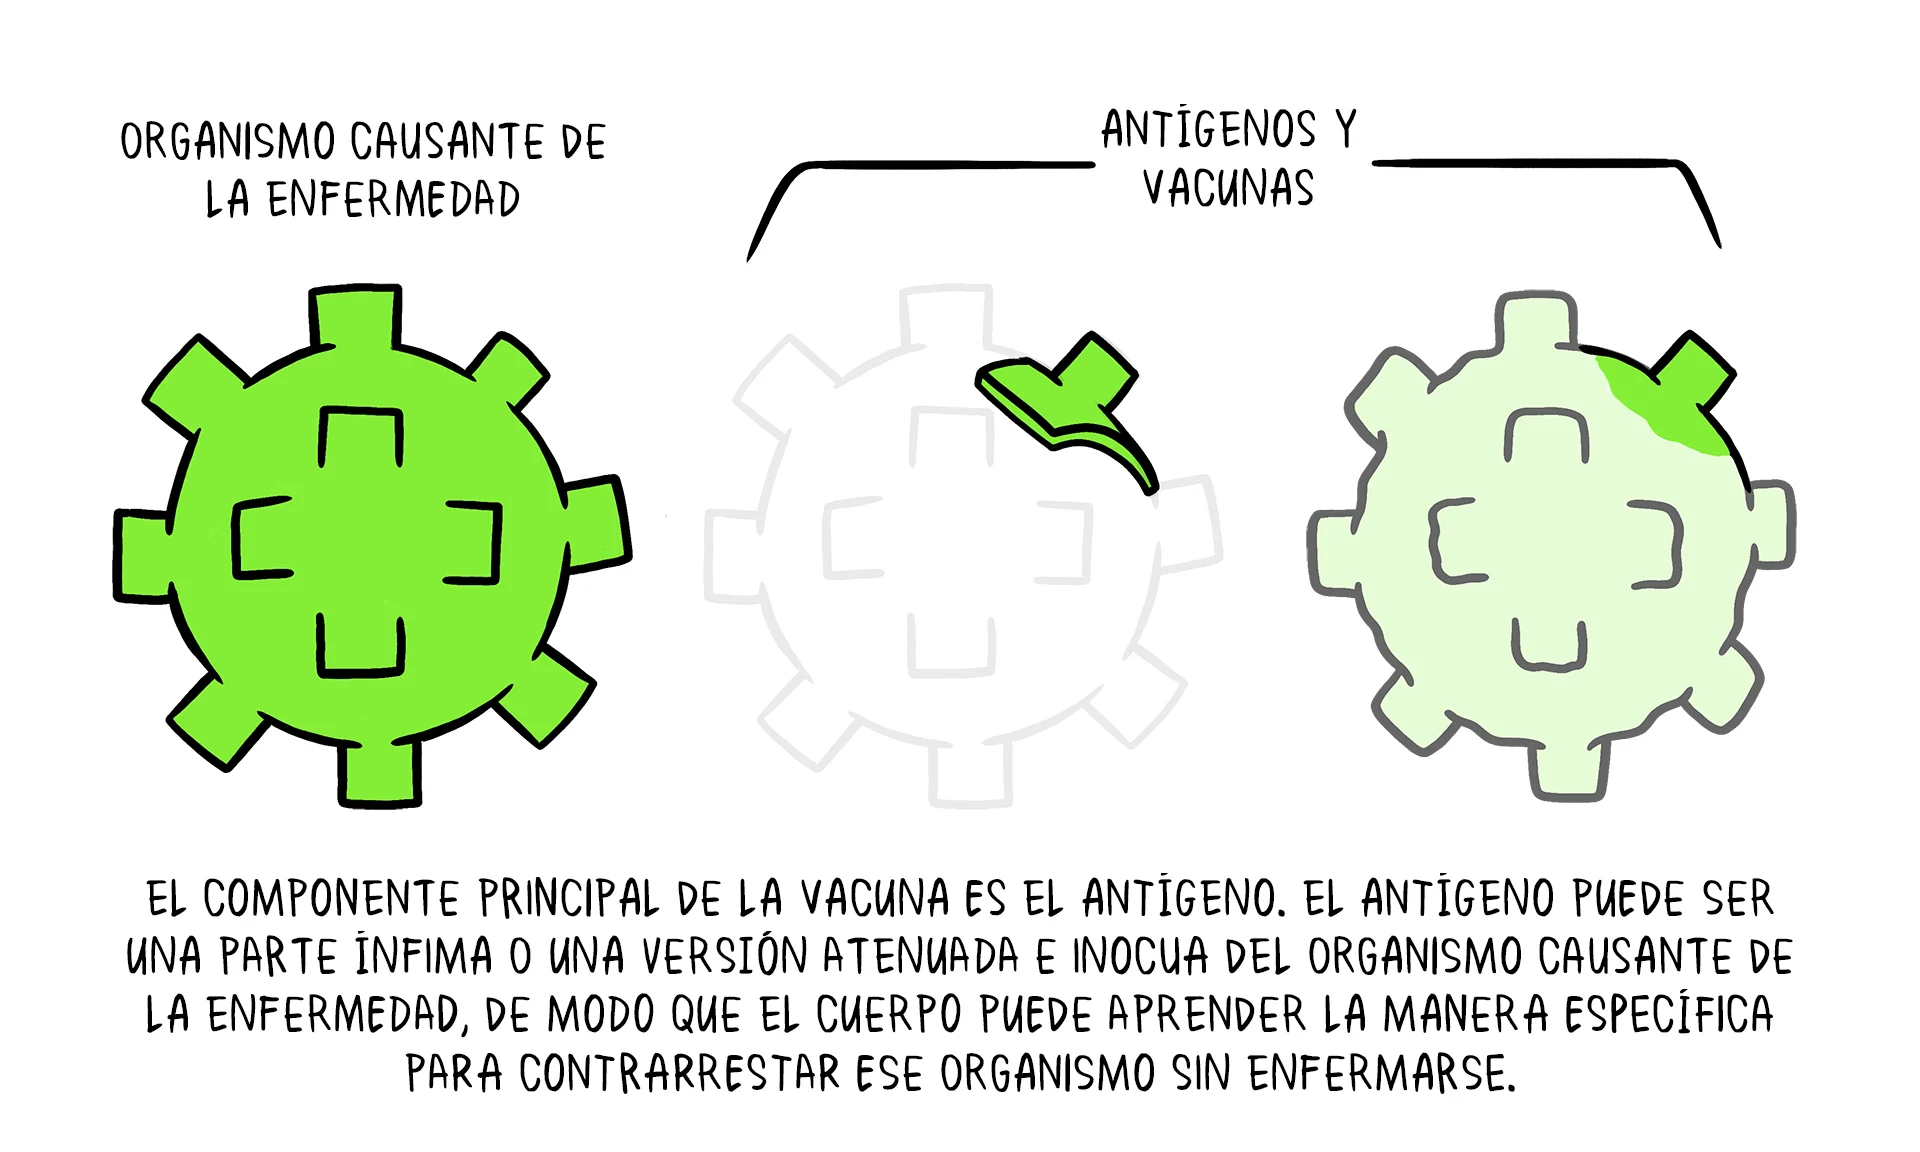 ORGANISMO CAUSANTE DE
LA ENFERMEDAD
ANTÍGENOS Y
VACUNAS
EL COMPONENTE PRINCIPAL DE LA VACUNA ES EL ANTÍGENO. EL ANTÍGENO PUEDE SER
UNA PARTE ÍNFIMA O UNA VERSIÓN ATENUADA E INOCUA DEL ORGANISMO CAUSANTE DE
LA ENFERMEDAD, DE MODO QUE EL CUERPO PUEDE APRENDER LA MANERA ESPECÍFICA
PARA CONTRARRESTAR ESE ORGANISMO SIN ENFERMARSE.